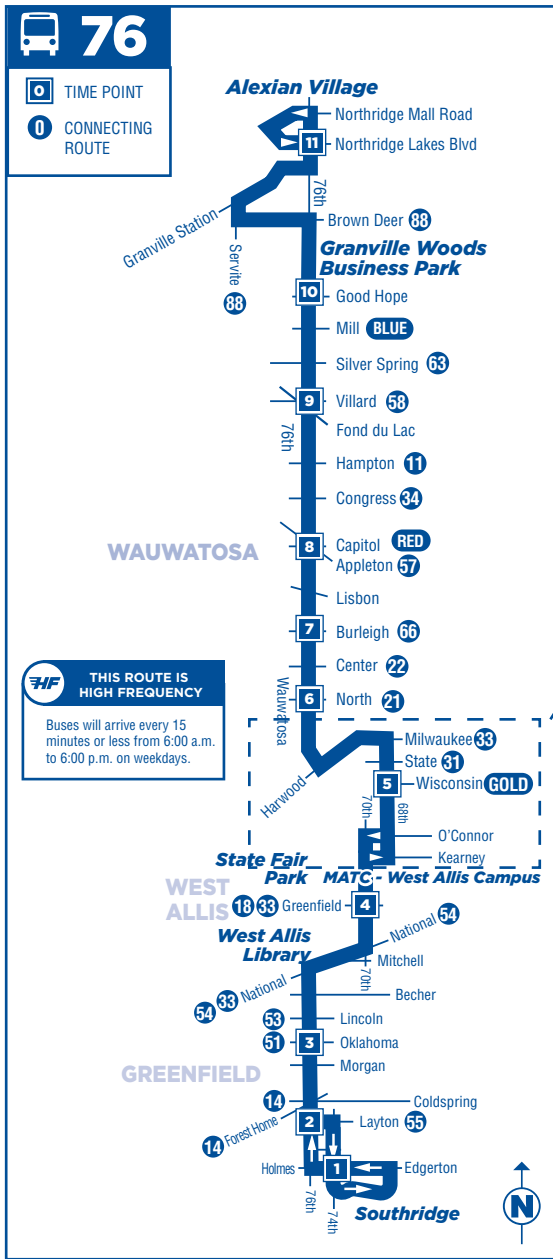 76
0 TIME POINT
0 CONNECTING
ROUTE
Alexian Village
Northridge Mall Road
11 Northridge Lakes Blvd
76th
Granville Station
Brown Deer 88
Servite
88
Granville Woods
Business Park
10 Good Hope
Mill BLUE
Silver Spring 63
9 Villard 58
Fond du Lac
76th
Hampton 11
Congress 34
WAUWATOSA
8 Capitol RED
Appleton 57
Lisbon
7 Burleigh 66
Center 22
HF THIS ROUTE IS
HIGH FREQUENCY
Buses will arrive every 15
minutes or less from 6:00 a.m.
to 6:00 p.m. on weekdays.
Wauwatosa
6 North 21
Milwaukee 33
State 31
Harwood
5 Wisconsin GOLD
70th
68th
O'Connor
Kearney
State Fair
Park
MATC - West Allis Campus
WEST
ALLIS
18 33 Greenfield 4
National 54
West Allis
Library
Mitchell
70th
54 33 National
Becher
53 Lincoln
51 3 Oklahoma
Morgan
GREENFIELD
14 Coldspring
14 Forest Home
2 Layton 55
Holmes
1 Edgerton
76th
74th
Southridge
N